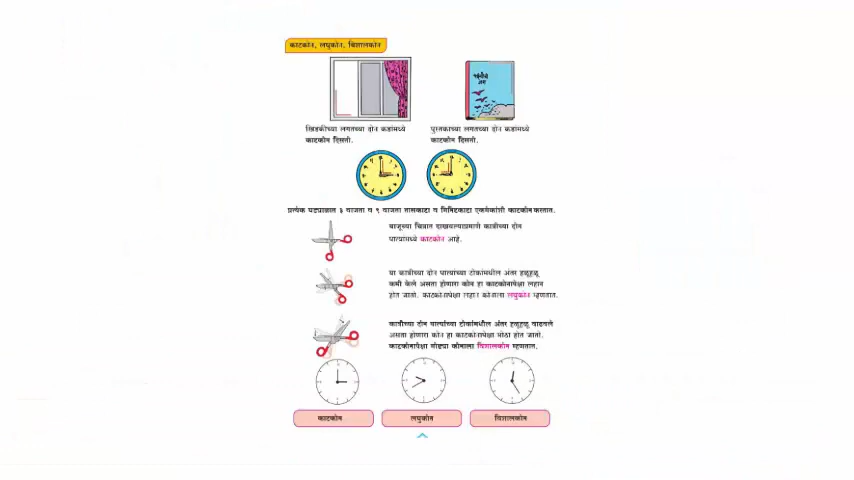 काटकोन, लघुकोन, विशालकोन
खिडकीच्या लगतच्या दोन कडांमध्ये
काटकोन दिसतो.
पुस्तकाच्या लगतच्या दोन कडांमध्ये
काटकोन दिसतो.
प्रत्येक घड्याळात ३ वाजता व ९ वाजता तासकाटा व मिनिटकाटा एकमेकांशी काटकोन करतात.
बाजूच्या चित्रात दाखवल्याप्रमाणे कात्रीच्या दोन
पात्यांमध्ये काटकोन आहे.
या कात्रीच्या दोन पात्यांच्या टोकांमधील अंतर हळूहळू
कमी केले असता होणारा कोन हा काटकोनापेक्षा लहान
होत जातो. काटकोनापेक्षा लहान कोनाला लघुकोन म्हणतात.
कात्रीच्या दोन पात्यांच्या टोकांमधील अंतर हळूहळू वाढवले
असता होणारा कोन हा काटकोनापेक्षा मोठा होत जातो.
काटकोनापेक्षा मोठ्या कोनाला विशालकोन म्हणतात.
काटकोन
लघुकोन
विशालकोन